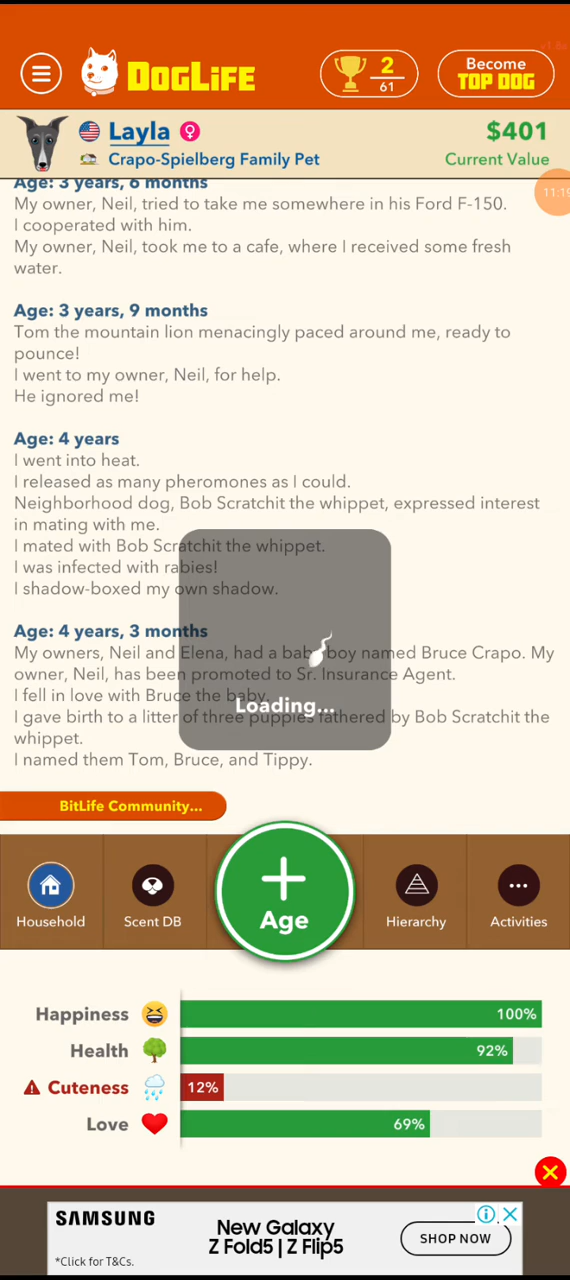 x1.8x
DOGLIFE
2
61
Become
TOP DOG
Layla
$401
Crapo-Spielberg Family Pet
Current Value
11:19
Age: 3 years, 6 months
My owner, Neil, tried to take me somewhere in his Ford F-150.
I cooperated with him.
My owner, Neil, took me to a cafe, where I received some fresh
water.
Age: 3 years, 9 months
Tom the mountain lion menacingly paced around me, ready to
pounce!
I went to my owner, Neil, for help.
He ignored me!
Age: 4 years
I went into heat.
I released as many pheromones as I could.
Neighborhood dog, Bob Scratchit the whippet, expressed interest
in mating with me.
I mated with Bob Scratchit the whippet.
I was infected with rabies!
I shadow-boxed my own shadow.
Age: 4 years, 3 months
My owners, Neil and Elena, had a baby boy named Bruce Crapo. My
owner, Neil, has been promoted to Sr. Insurance Agent.
I fell in love with Bruce the baby.
Loading...
I gave birth to a litter of three puppies fathered by Bob Scratchit the
whippet.
I named them Tom, Bruce, and Tippy.
BitLife Community...
Household
Scent DB
Age
Hierarchy
Activities
Happiness 100%
Health 92%
Cuteness 12%
Love 69%
SAMSUNG
*Click for T&Cs.
New Galaxy
Z Fold5 | Z Flip5
SHOP NOW